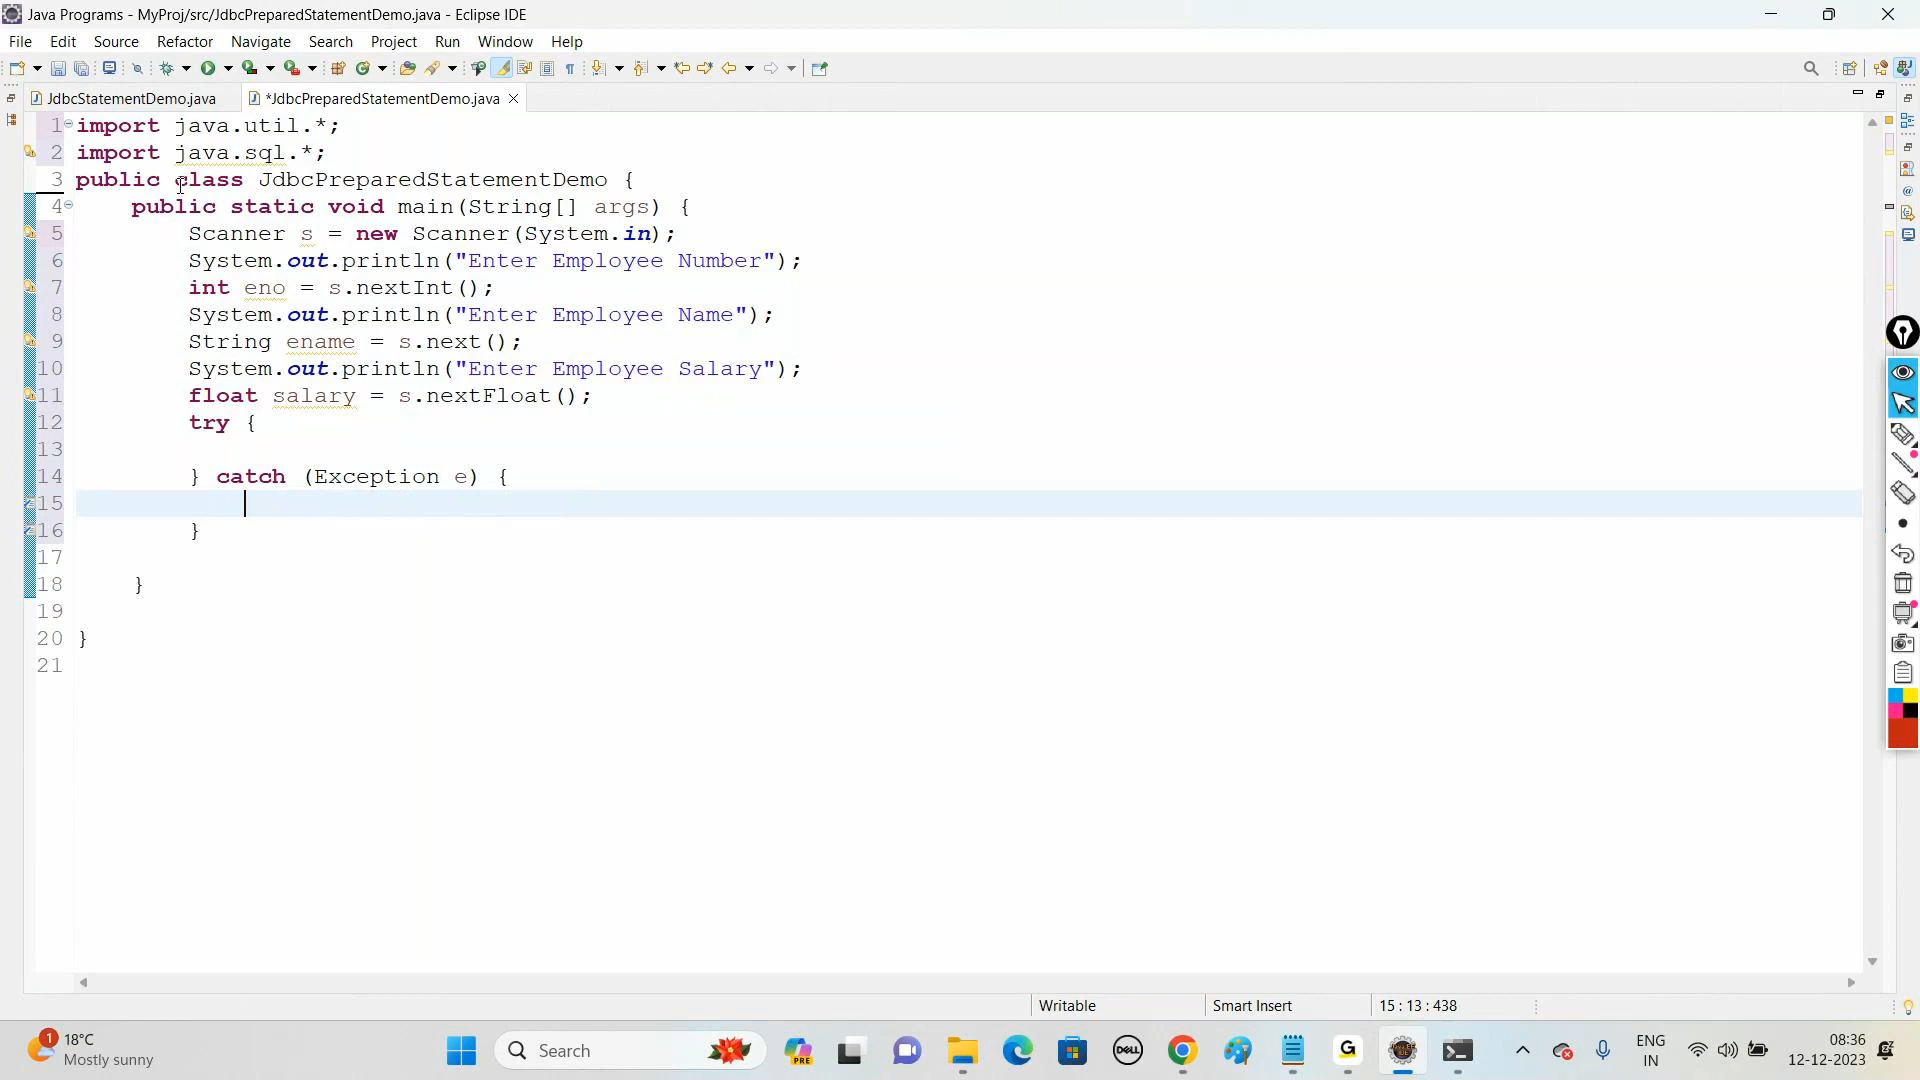 Java Programs - MyProj/src/JdbcPreparedStatementDemo.java - Eclipse IDE
File Edit Source Refactor Navigate Search Project Run Window Help
JdbcStatementDemo.java *JdbcPreparedStatementDemo.java
1 import java.util.*;
2 import java.sql.*;
3 public class JdbcPreparedStatementDemo {
4 public static void main(String[] args) {
5 Scanner s = new Scanner(System.in);
6 System.out.println("Enter Employee Number");
7 int eno = s.nextInt();
8 System.out.println("Enter Employee Name");
9 String ename = s.next();
10 System.out.println("Enter Employee Salary");
11 float salary = s.nextFloat();
12 try {
13
14 } catch (Exception e) {
15
16 }
17
18 }
19
20 }
21
Writable Smart Insert 15 : 13 : 438
1 18°C
Mostly sunny
Search
PRE
DELL
G
ENG
IN
08:36
12-12-2023